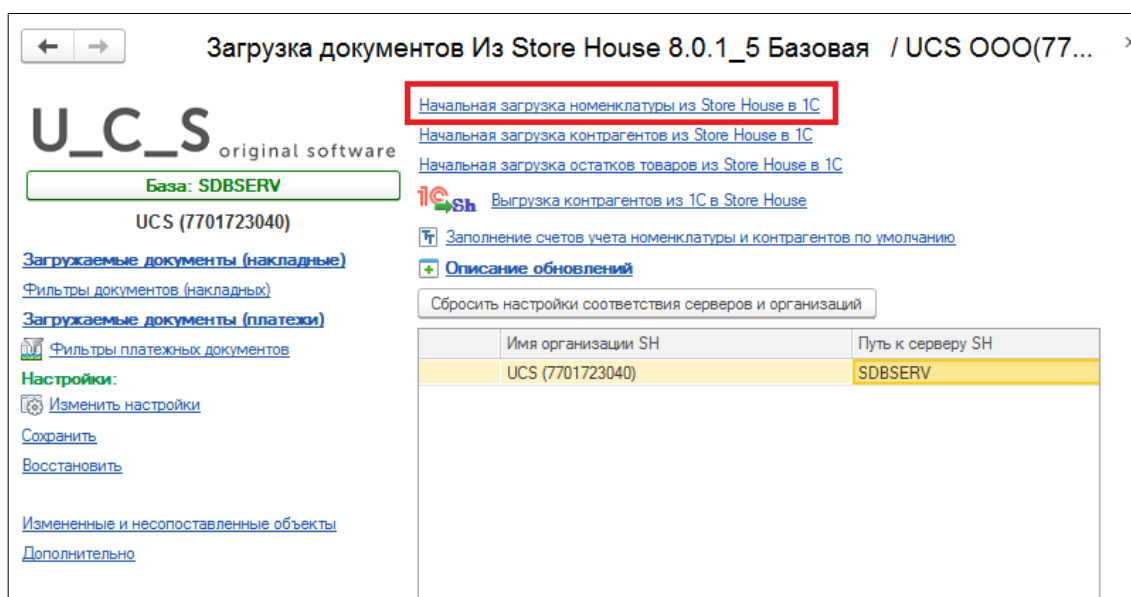 Загрузка документов Из Store House 8.0.1_5 Базовая / UCS ООО(77...
U_C_S original software
База: SDBSERV
UCS (7701723040)
Загружаемые документы (накладные)
Фильтры документов (накладных)
Загружаемые документы (платежи)
Фильтры платежных документов
Настройки:
Изменить настройки
Сохранить
Восстановить
Измененные и несопоставленные объекты
Дополнительно
Начальная загрузка номенклатуры из Store House в 1С
Начальная загрузка контрагентов из Store House в 1С
Начальная загрузка остатков товаров из Store House в 1С
1С Sh Выгрузка контрагентов из 1С в Store House
Тт Заполнение счетов учета номенклатуры и контрагентов по умолчанию
Описание обновлений
Сбросить настройки соответствия серверов и организаций
Имя организации SH Путь к серверу SH
UCS (7701723040) SDBSERV